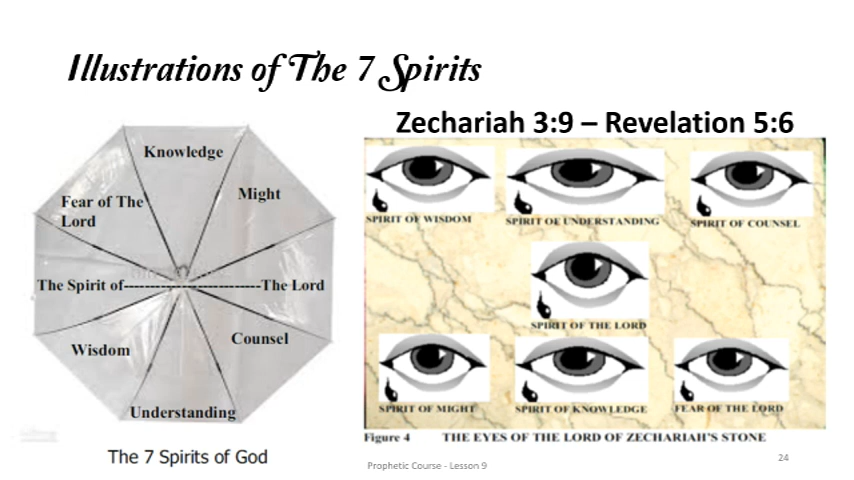 Illustrations of The 7 Spirits
Zechariah 3:9 – Revelation 5:6
Knowledge
Might
Fear of The
Lord
The Spirit of--------------------------The Lord
Wisdom
Counsel
Understanding
The 7 Spirits of God
SPIRIT OF WISDOM
SPIRIT OF UNDERSTANDING
SPIRIT OF COUNSEL
SPIRIT OF THE LORD
SPIRIT OF MIGHT
SPIRIT OF KNOWLEDGE
FEAR OF THE LORD
Figure 4 THE EYES OF THE LORD OF ZECHARIAH'S STONE
Prophetic Course - Lesson 9
24